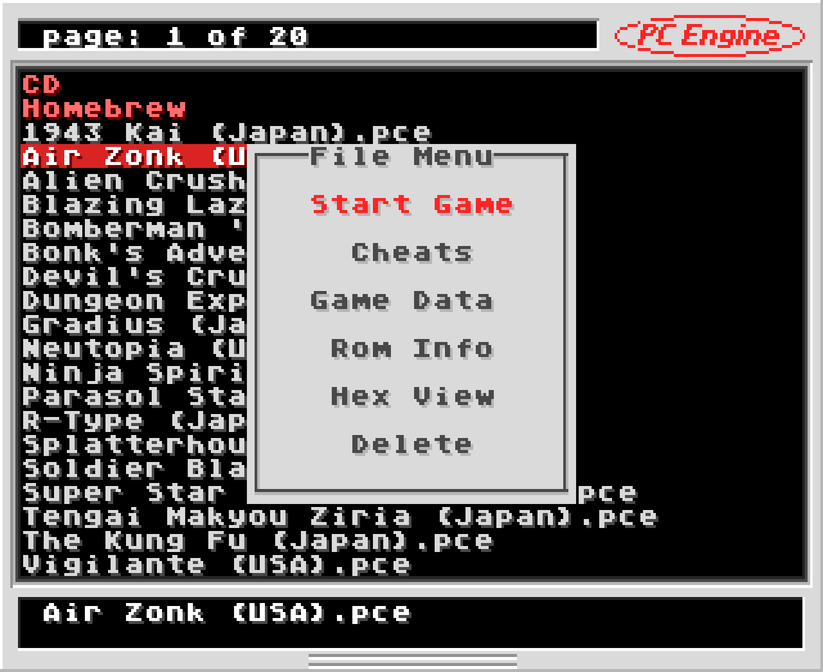 page: 1 of 20
PC Engine
CD
Homebrew
1943 Kai (Japan).pce
Air Zonk (U
Alien Crush
Blazing Laz
Bomberman '
Bonk's Adve
Devil's Cru
Dungeon Exp
Gradius (Ja
Neutopia (U
Ninja Spiri
Parasol Sta
R-Type (Jap
Splatterhou
Soldier Bla
Super Star pce
Tengai Makyou Ziria (Japan).pce
The Kung Fu (Japan).pce
Vigilante (USA).pce
File Menu
Start Game
Cheats
Game Data
Rom Info
Hex View
Delete
Air Zonk (USA).pce